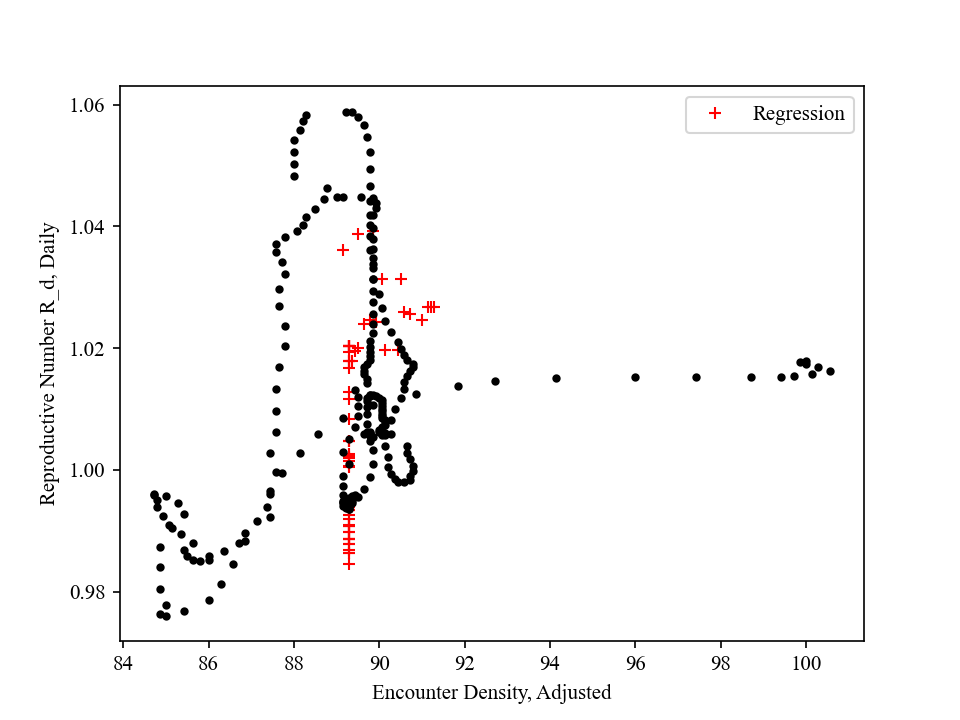 Regression
1.06
1.04
1.02
1.00
0.98
Reproductive Number R_d, Daily
84 86 88 90 92 94 96 98 100
Encounter Density, Adjusted